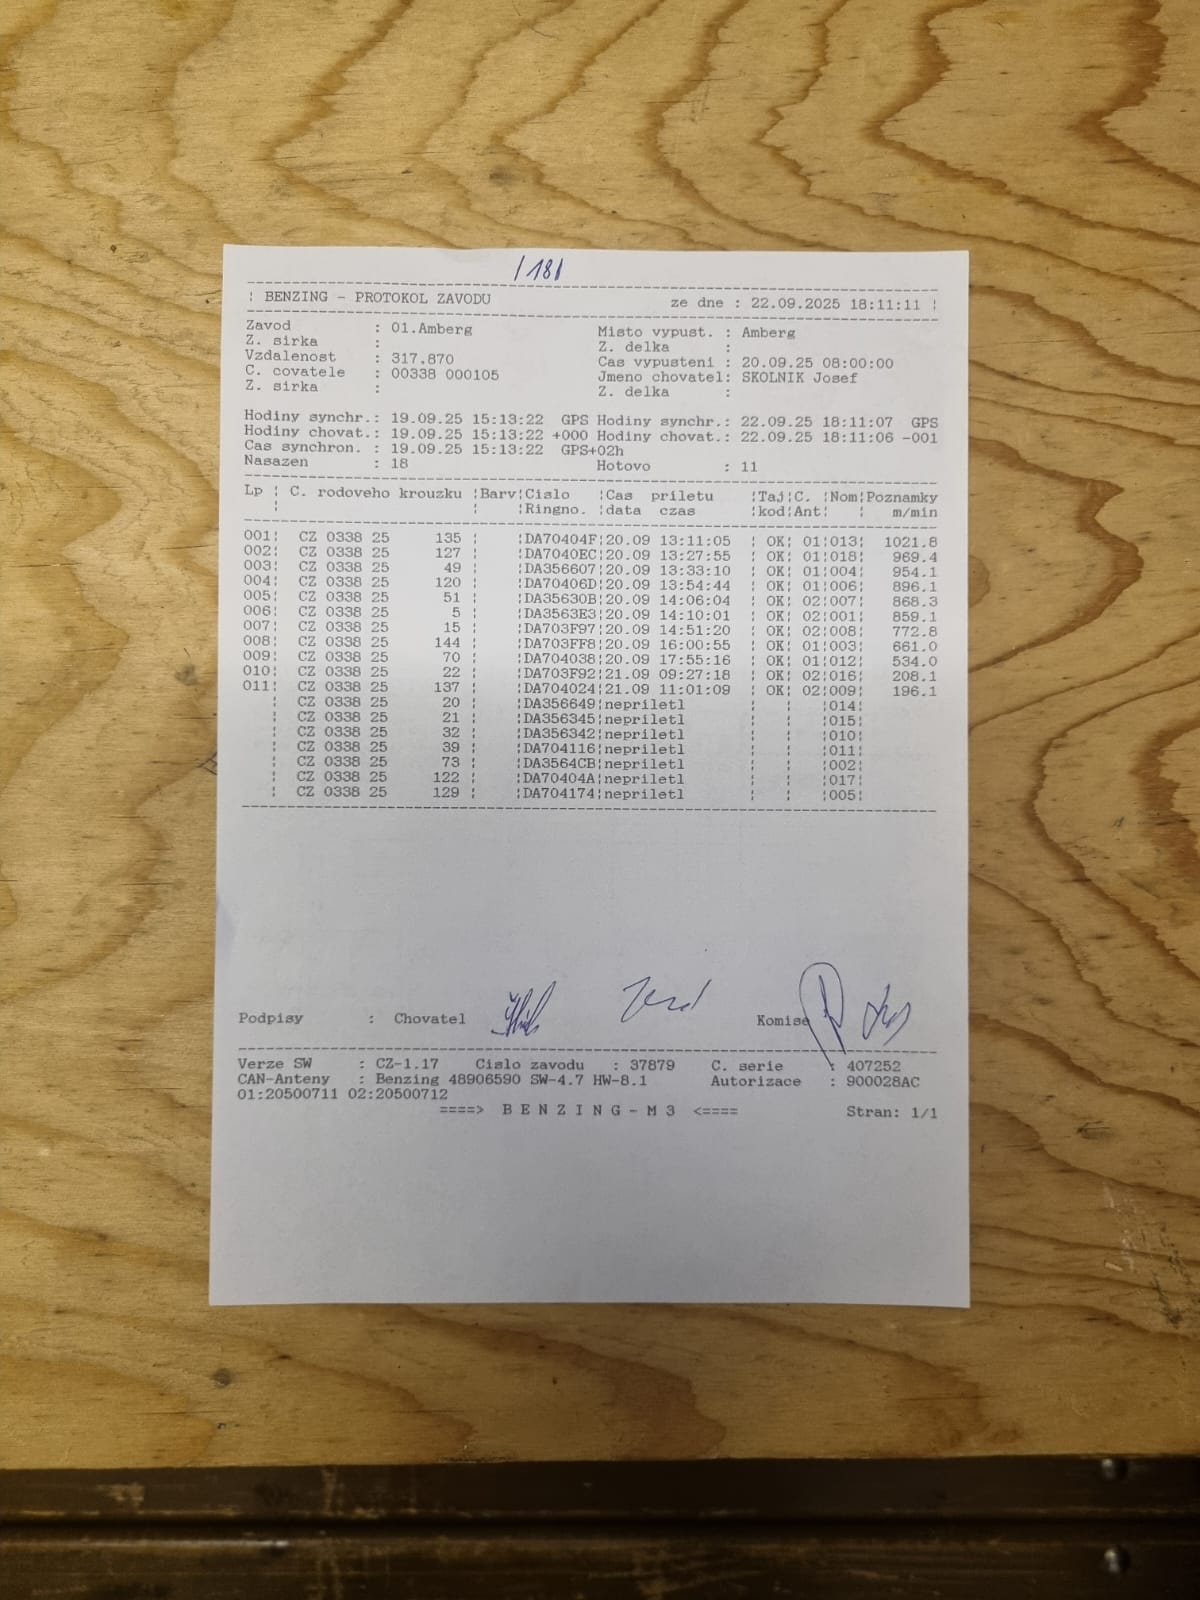 /18/
BENZING - PROTOKOL ZAVODU ze dne : 22.09.2025 18:11:11
Zavod : 01.Amberg Misto vypust. : Amberg
Z. sirka : Z. delka :
Vzdalenost : 317.870 Cas vypusteni : 20.09.25 08:00:00
C. covatele : 00338 000105 Jmeno chovatel: SKOLNIK Josef
Z. sirka : Z. delka :
Hodiny synchr.: 19.09.25 15:13:22 GPS Hodiny synchr.: 22.09.25 18:11:07 GPS
Hodiny chovat.: 19.09.25 15:13:22 +000 Hodiny chovat.: 22.09.25 18:11:06 -001
Cas synchron. : 19.09.25 15:13:22 GPS+02h
Nasazen : 18 Hotovo : 11
Lp ¦ C. rodoveho krouzku ¦Barv¦Cislo ¦Cas priletu ¦Taj¦C. ¦Nom¦Poznamky
¦ ¦ ¦Ringno. ¦data czas ¦kod¦Ant¦ ¦ m/min
001¦ CZ 0338 25 135 ¦ ¦DA70404F¦20.09 13:11:05 ¦ OK¦ 01¦013¦ 1021.8
002¦ CZ 0338 25 127 ¦ ¦DA7040EC¦20.09 13:27:55 ¦ OK¦ 01¦018¦ 969.4
003¦ CZ 0338 25 49 ¦ ¦DA356607¦20.09 13:33:10 ¦ OK¦ 01¦004¦ 954.1
004¦ CZ 0338 25 120 ¦ ¦DA70406D¦20.09 13:54:44 ¦ OK¦ 01¦006¦ 896.1
005¦ CZ 0338 25 51 ¦ ¦DA35630B¦20.09 14:06:04 ¦ OK¦ 02¦007¦ 868.3
006¦ CZ 0338 25 5 ¦ ¦DA3563E3¦20.09 14:10:01 ¦ OK¦ 02¦001¦ 859.1
007¦ CZ 0338 25 15 ¦ ¦DA703F97¦20.09 14:51:20 ¦ OK¦ 02¦008¦ 772.8
008¦ CZ 0338 25 144 ¦ ¦DA703FF8¦20.09 16:00:55 ¦ OK¦ 01¦003¦ 661.0
009¦ CZ 0338 25 70 ¦ ¦DA704038¦20.09 17:55:16 ¦ OK¦ 01¦012¦ 534.0
010¦ CZ 0338 25 22 ¦ ¦DA703F92¦21.09 09:27:18 ¦ OK¦ 02¦016¦ 208.1
011¦ CZ 0338 25 137 ¦ ¦DA704024¦21.09 11:01:09 ¦ OK¦ 02¦009¦ 196.1
¦ CZ 0338 25 20 ¦ ¦DA356649¦nepriletl ¦ ¦ ¦014¦
¦ CZ 0338 25 21 ¦ ¦DA356345¦nepriletl ¦ ¦ ¦015¦
¦ CZ 0338 25 32 ¦ ¦DA356342¦nepriletl ¦ ¦ ¦010¦
¦ CZ 0338 25 39 ¦ ¦DA704116¦nepriletl ¦ ¦ ¦011¦
¦ CZ 0338 25 73 ¦ ¦DA3564CB¦nepriletl ¦ ¦ ¦002¦
¦ CZ 0338 25 122 ¦ ¦DA70404A¦nepriletl ¦ ¦ ¦017¦
¦ CZ 0338 25 129 ¦ ¦DA704174¦nepriletl ¦ ¦ ¦005¦
Podpisy : Chovatel Komise
Verze SW : CZ-1.17 Cislo zavodu : 37879 C. serie : 407252
CAN-Anteny : Benzing 48906590 SW-4.7 HW-8.1 Autorizace : 900028AC
01:20500711 02:20500712
====> B E N Z I N G - M 3 <==== Stran: 1/1